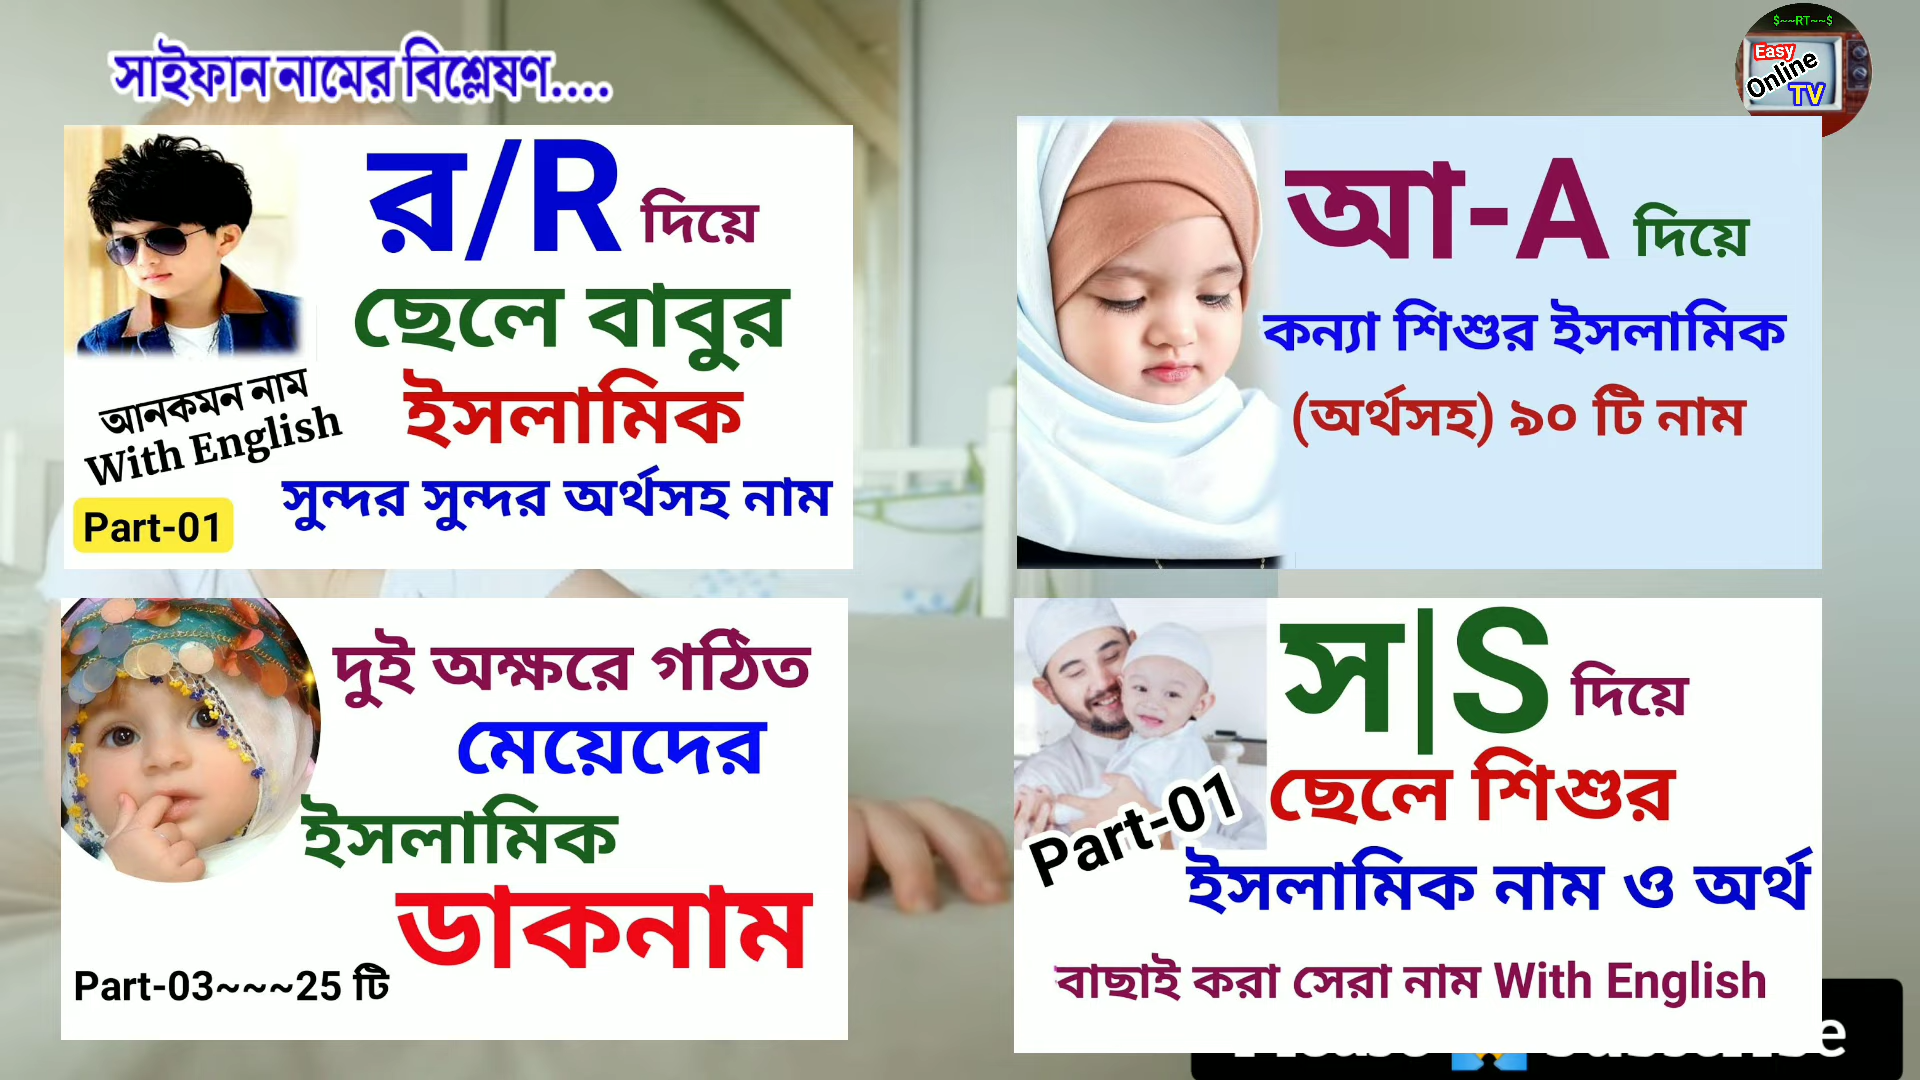 সাইফান নামের বিশ্লেষণ....
$~~RT~~$
Easy
Online
TV
র/R দিয়ে
ছেলে বাবুর
ইসলামিক
আনকমন নাম
With English
সুন্দর সুন্দর অর্থসহ নাম
Part-01
আ-A দিয়ে
কন্যা শিশুর ইসলামিক
(অর্থসহ) ৯০ টি নাম
দুই অক্ষরে গঠিত
মেয়েদের
ইসলামিক
ডাকনাম
Part-03~~~25 টি
স|S দিয়ে
ছেলে শিশুর
Part-01
ইসলামিক নাম ও অর্থ
বাছাই করা সেরা নাম With English